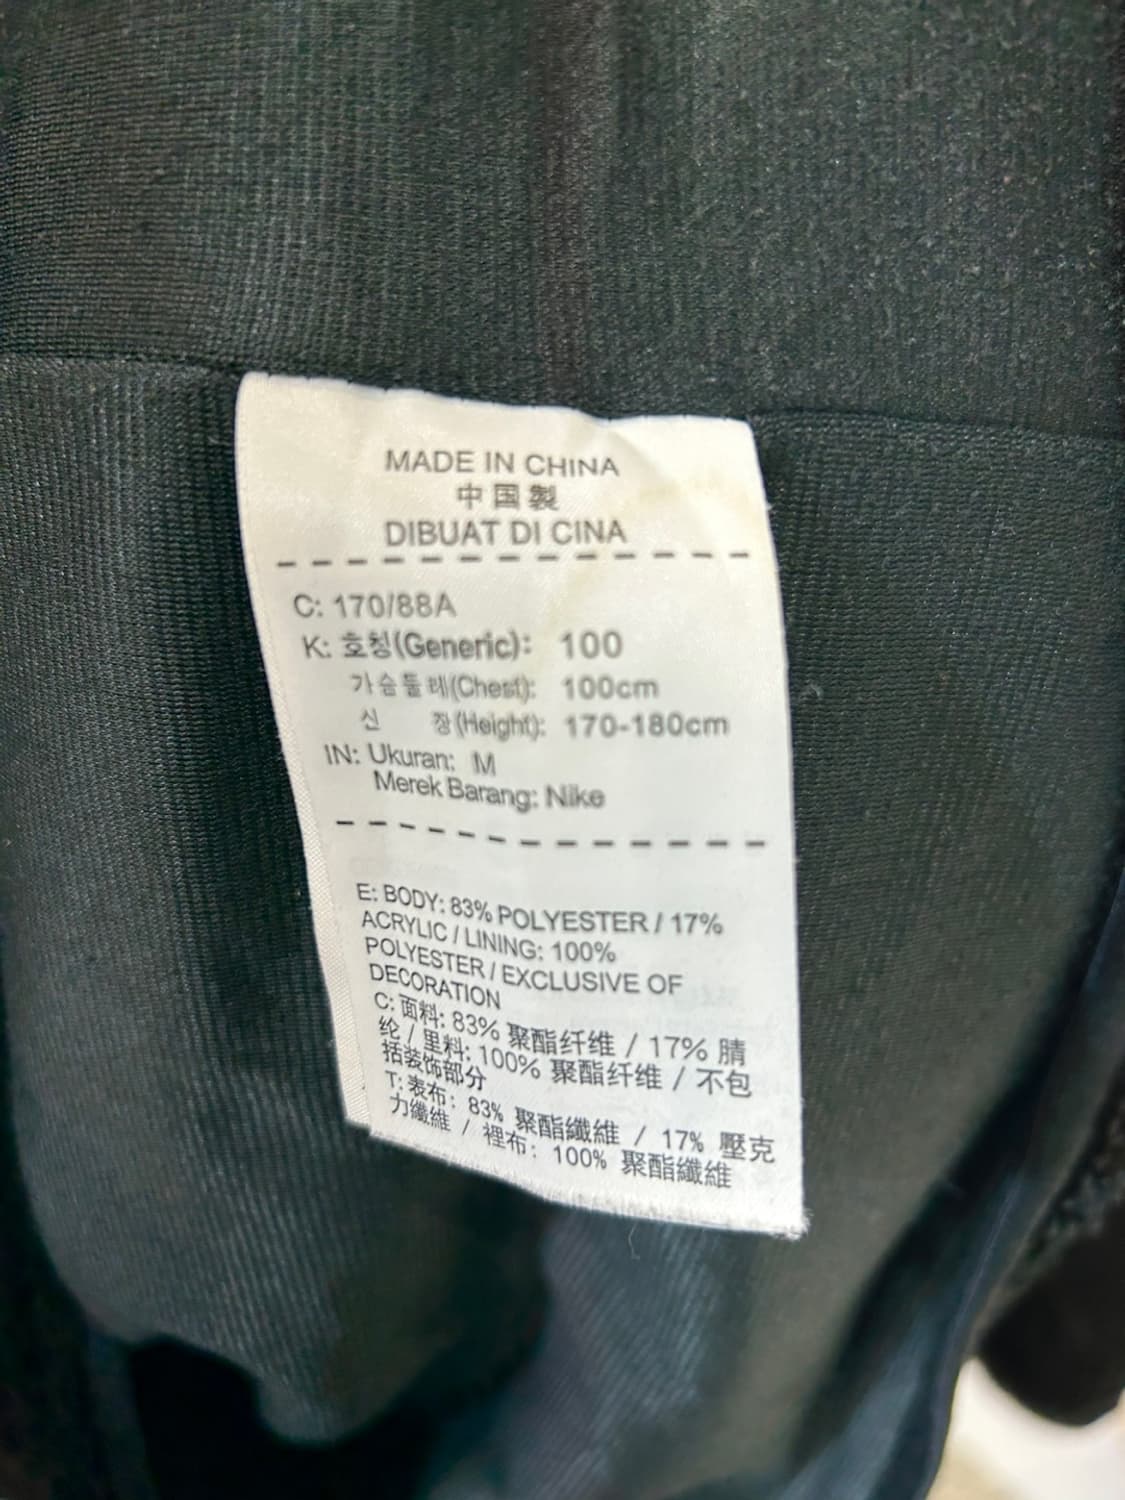 MADE IN CHINA
中国製
DIBUAT DI CINA
C: 170/88A
K: 호칭(Generic): 100
가슴둘레(Chest): 100cm
신 장(Height): 170-180cm
IN: Ukuran: M
Merek Barang: Nike
E: BODY: 83% POLYESTER / 17%
ACRYLIC / LINING: 100%
POLYESTER / EXCLUSIVE OF
DECORATION
C: 面料: 83% 聚酯纤维 / 17% 腈
纶 / 里料: 100% 聚酯纤维 / 不包
括装饰部分
T: 表布: 83% 聚酯纖維 / 17% 壓克
力纖維 / 裡布: 100% 聚酯纖維